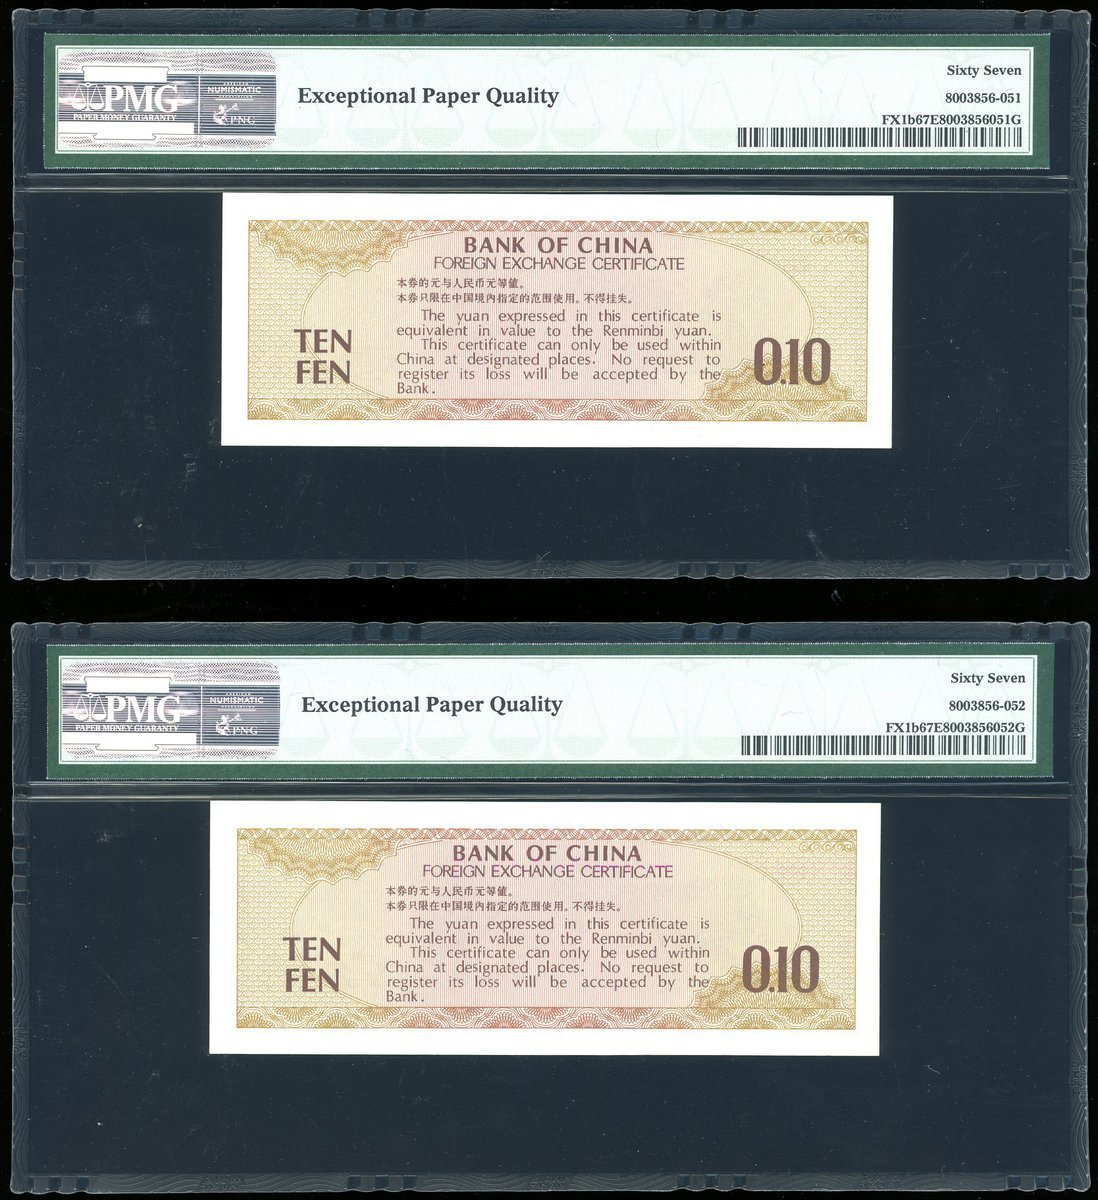 PMG
PAPER MONEY GUARANTY
NUMISMATIC
PNG
Exceptional Paper Quality
Sixty Seven
8003856-051
FX1b67E8003856051G
BANK OF CHINA
FOREIGN EXCHANGE CERTIFICATE
本券的元与人民币元等值。
本券只限在中国境内指定的范围使用。不得挂失。
The yuan expressed in this certificate is
equivalent in value to the Renminbi yuan.
This certificate can only be used within
China at designated places. No request to
register its loss will be accepted by the
Bank.
TEN
FEN
0.10
PMG
PAPER MONEY GUARANTY
NUMISMATIC
PNG
Exceptional Paper Quality
Sixty Seven
8003856-052
FX1b67E8003856052G
BANK OF CHINA
FOREIGN EXCHANGE CERTIFICATE
本券的元与人民币元等值。
本券只限在中国境内指定的范围使用。不得挂失。
The yuan expressed in this certificate is
equivalent in value to the Renminbi yuan.
This certificate can only be used within
China at designated places. No request to
register its loss will be accepted by the
Bank.
TEN
FEN
0.10